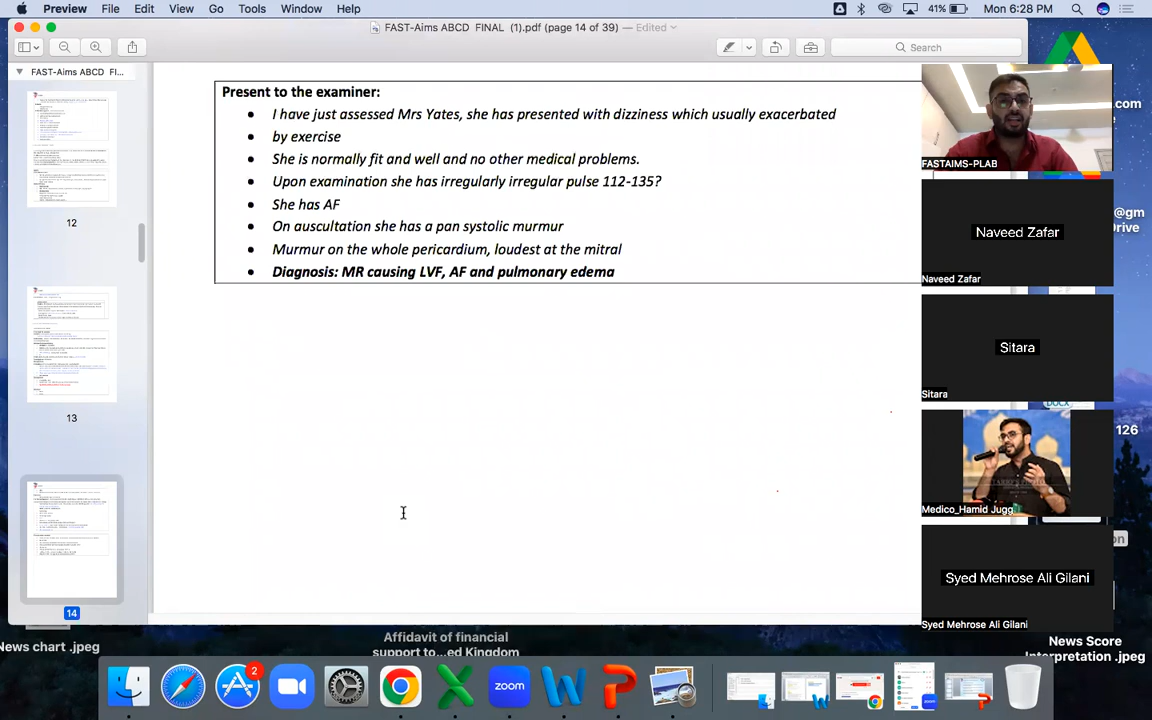 Preview File Edit View Go Tools Window Help
41% Mon 6:28 PM
FAST-Aims ABCD FINAL (1).pdf (page 14 of 39) — Edited
Search
FAST-Aims ABCD FI...
12
13
14
Present to the examiner:
• I have just assessed Mrs Yates, she has presented with dizziness which usually exacerbated
• by exercise
• She is normally fit and well and no other medical problems.
• Upon examination she has irregularly irregular pulse 112-135?
• She has AF
• On auscultation she has a pan systolic murmur
• Murmur on the whole pericardium, loudest at the mitral
• Diagnosis: MR causing LVF, AF and pulmonary edema
FASTAIMS-PLAB
.com
@gm
Drive
Naveed Zafar
Naveed Zafar
Sitara
Sitara
DOCX
126
Medico_Hamid Jugg
on
Syed Mehrose Ali Gilani
Syed Mehrose Ali Gilani
News chart .jpeg
Affidavit of financial
support to...ed Kingdom
News Score
Interpretation .jpeg
2
zoom